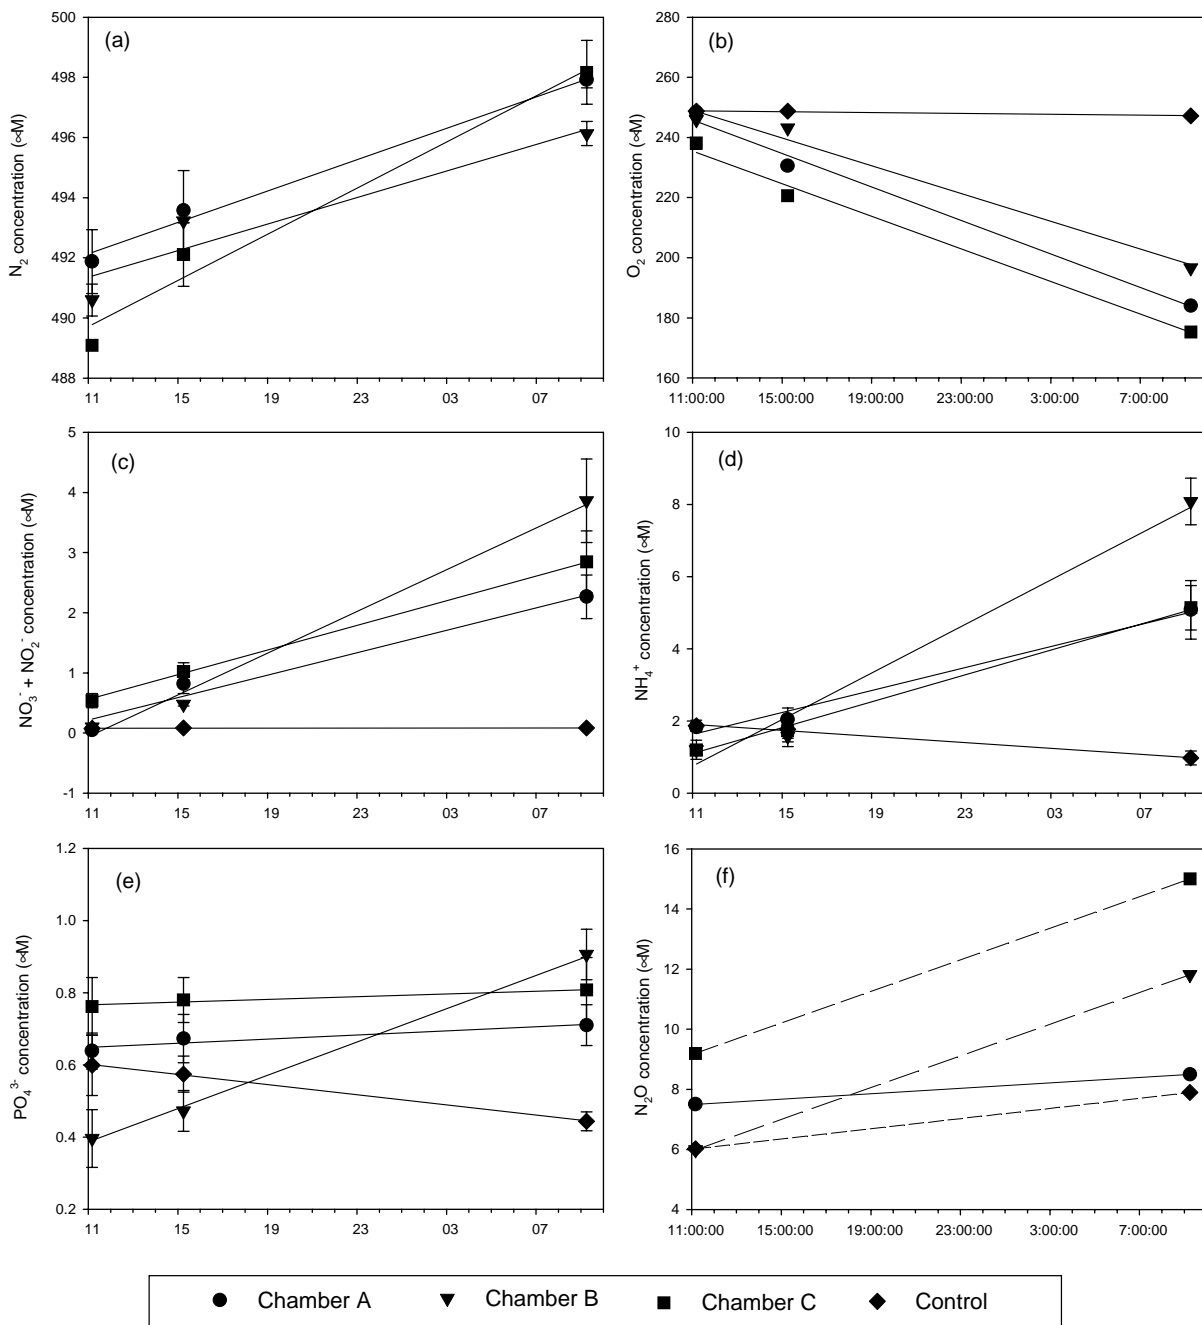 (a)
N₂ concentration (∝M)
500
498
496
494
492
490
488
11 15 19 23 03 07
(b)
O₂ concentration (∝M)
280
260
240
220
200
180
160
11:00:00 15:00:00 19:00:00 23:00:00 3:00:00 7:00:00
(c)
NO₃⁻ + NO₂⁻ concentration (∝M)
5
4
3
2
1
0
-1
11 15 19 23 03 07
(d)
NH₄⁺ concentration (∝M)
10
8
6
4
2
0
11 15 19 23 03 07
(e)
PO₄³⁻ concentration (∝M)
1.2
1.0
0.8
0.6
0.4
0.2
11 15 19 23 03 07
(f)
N₂O concentration (∝M)
16
14
12
10
8
6
4
11:00:00 15:00:00 19:00:00 23:00:00 3:00:00 7:00:00
Chamber A Chamber B Chamber C Control